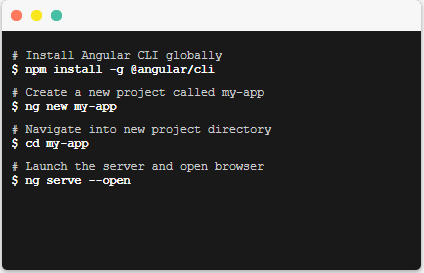 # Install Angular CLI globally
$ npm install -g @angular/cli
# Create a new project called my-app
$ ng new my-app
# Navigate into new project directory
$ cd my-app
# Launch the server and open browser
$ ng serve --open